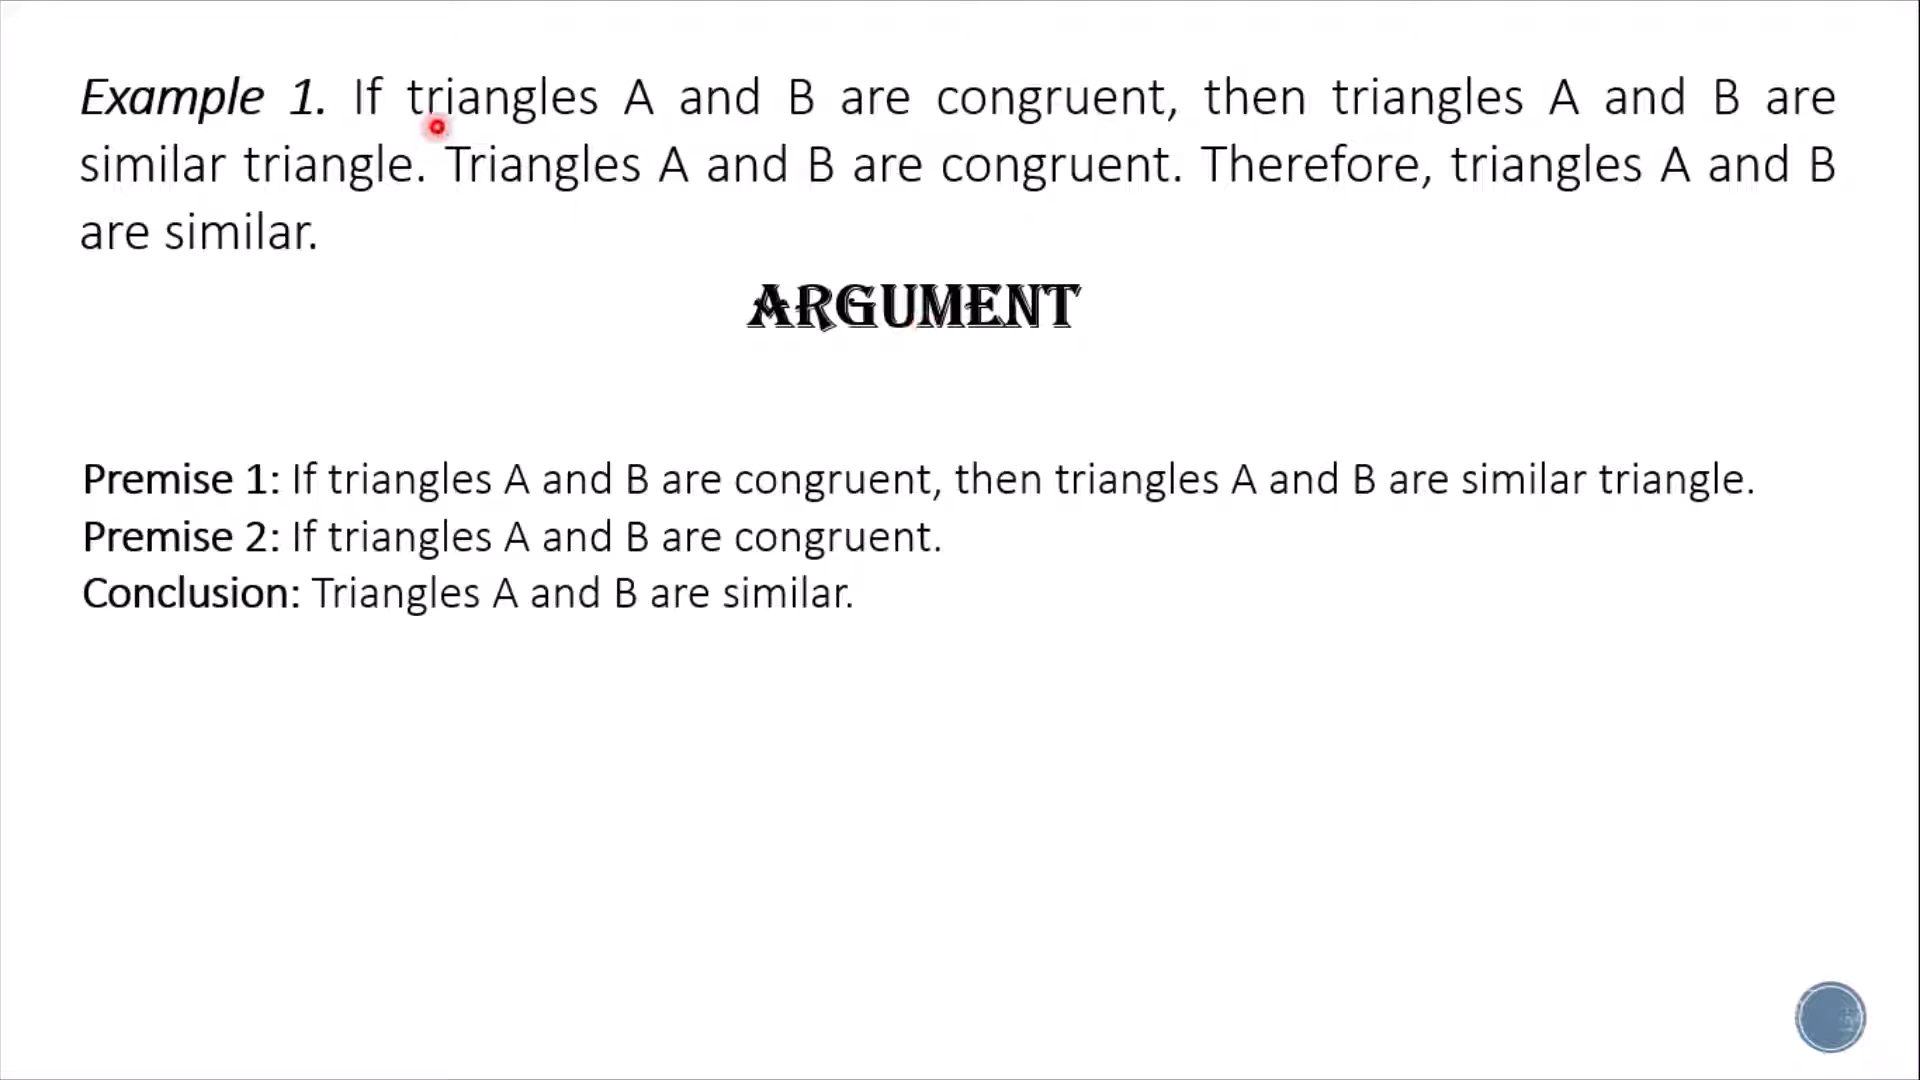 Example 1. If triangles A and B are congruent, then triangles A and B are
similar triangle. Triangles A and B are congruent. Therefore, triangles A and B
are similar.
ARGUMENT
Premise 1: If triangles A and B are congruent, then triangles A and B are similar triangle.
Premise 2: If triangles A and B are congruent.
Conclusion: Triangles A and B are similar.